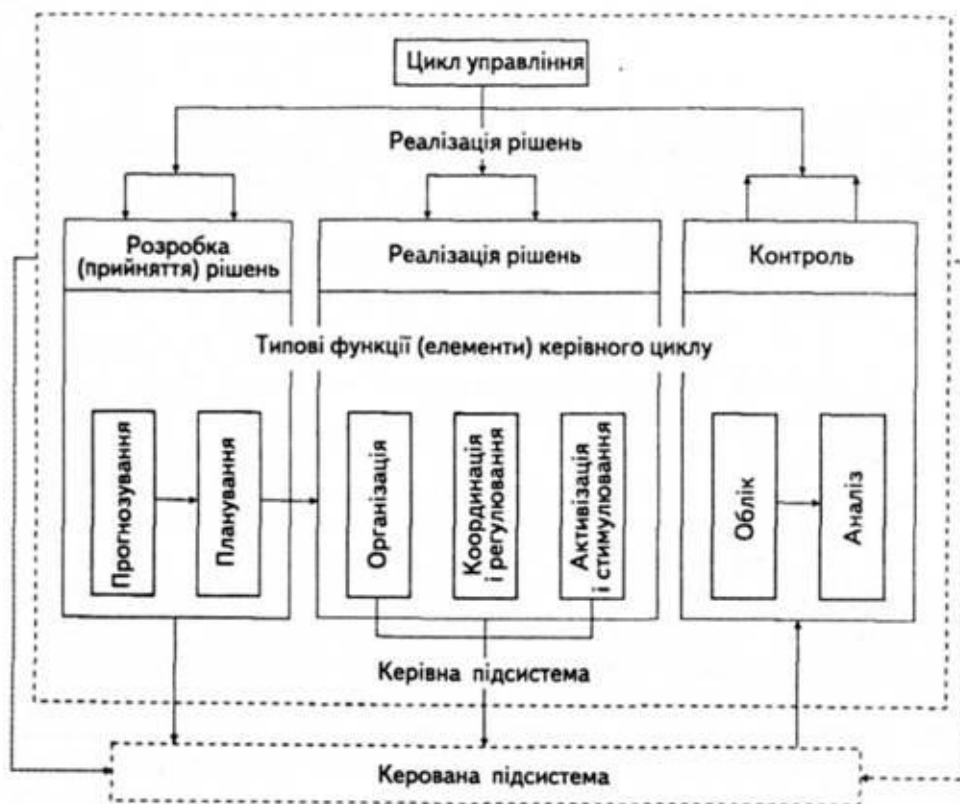 Цикл управління
Реалізація рішень
Розробка
(прийняття) рішень
Реалізація рішень
Контроль
Типові функції (елементи) керівного циклу
Прогнозування
Планування
Організація
Координація
і регулювання
Активізація
і стимулювання
Облік
Аналіз
Керівна підсистема
Керована підсистема